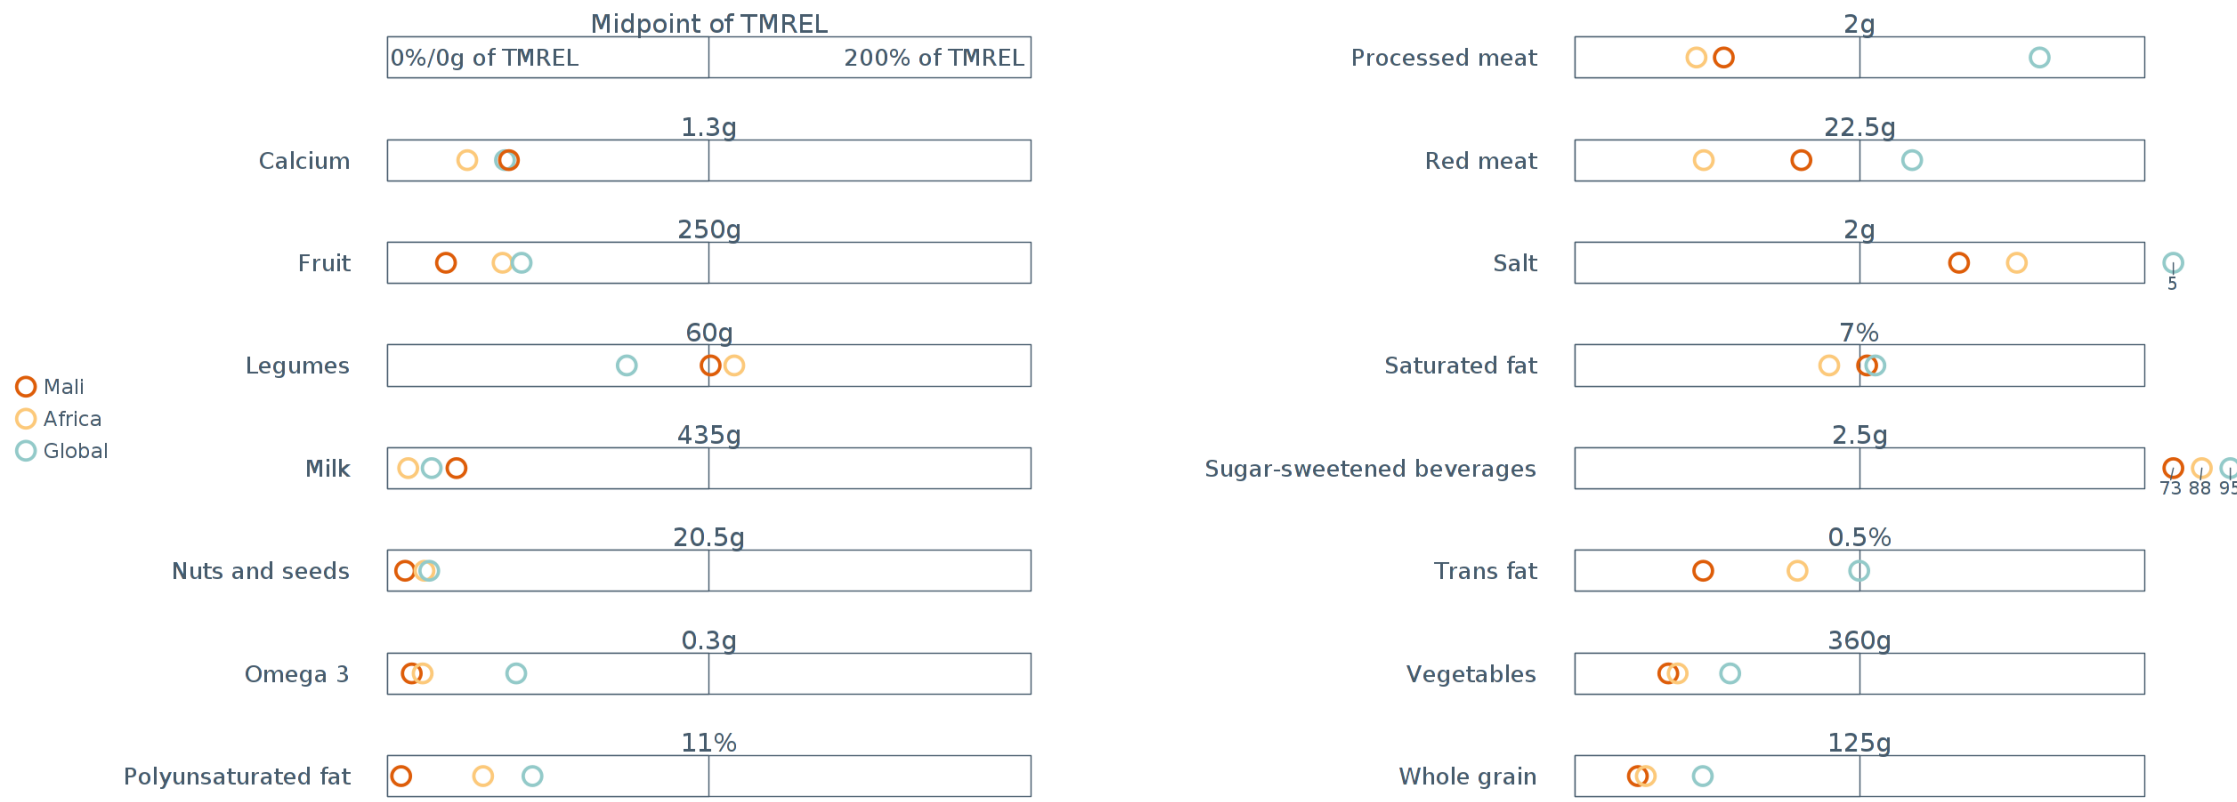 Midpoint of TMREL
0%/0g of TMREL
200% of TMREL
Calcium
1.3g
Fruit
250g
Legumes
60g
Milk
435g
Nuts and seeds
20.5g
Omega 3
0.3g
Polyunsaturated fat
11%
Mali
Africa
Global
Processed meat
2g
Red meat
22.5g
Salt
2g
5
Saturated fat
7%
Sugar-sweetened beverages
2.5g
73 88 95
Trans fat
0.5%
Vegetables
360g
Whole grain
125g